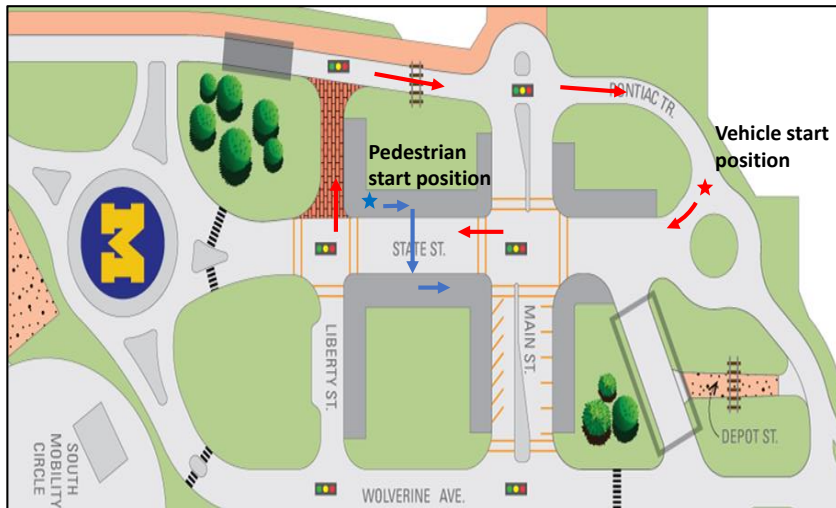 PONTIAC TR.
Vehicle start
position
Pedestrian
start position
M
STATE ST.
LIBERTY ST.
MAIN ST.
DEPOT ST.
SOUTH
MOBILITY
CIRCLE
WOLVERINE AVE.